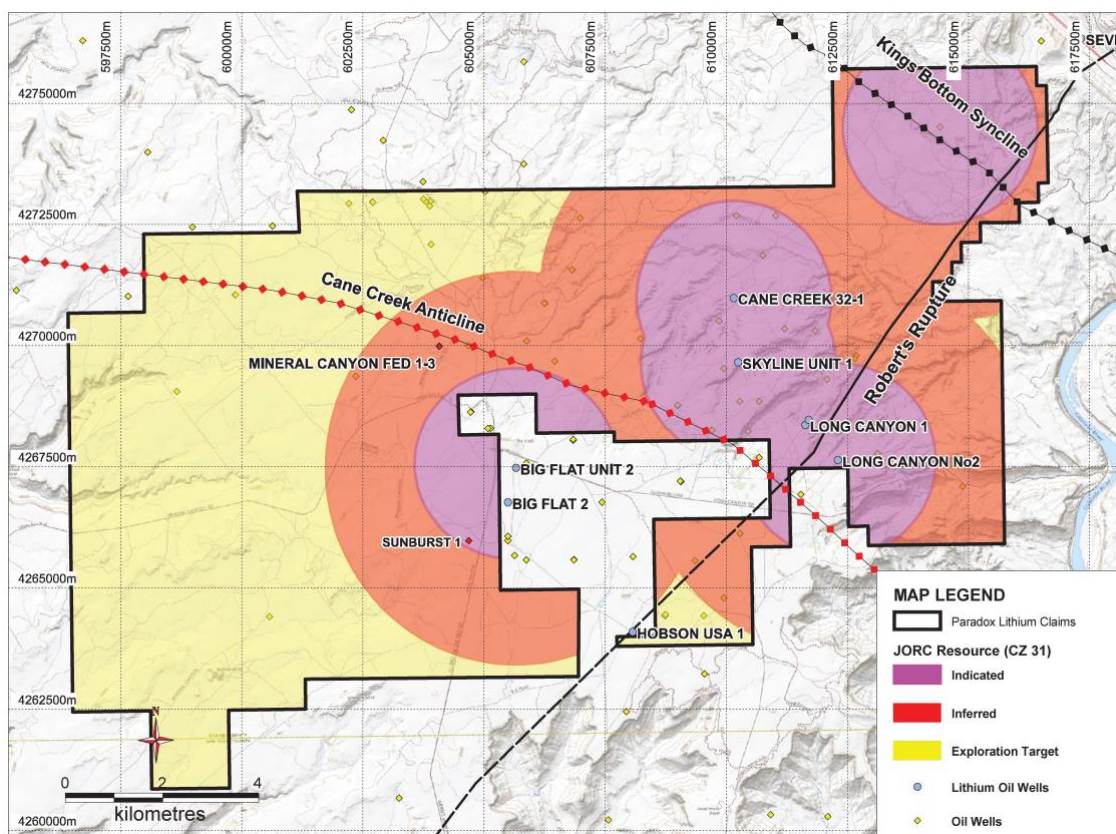 597500m
600000m
602500m
605000m
607500m
610000m
612500m
615000m
617500m
SEVE
4275000m
Kings Bottom Syncline
4272500m
Cane Creek Anticline
CANE CREEK 32-1
Robert's Rupture
4270000m
MINERAL CANYON FED 1-3
SKYLINE UNIT 1
LONG CANYON 1
4267500m
BIG FLAT UNIT 2
LONG CANYON No2
BIG FLAT 2
SUNBURST 1
4265000m
HOBSON USA 1
4262500m
N
0 2 4
kilometres
4260000m
MAP LEGEND
Paradox Lithium Claims
JORC Resource (CZ 31)
Indicated
Inferred
Exploration Target
Lithium Oil Wells
Oil Wells